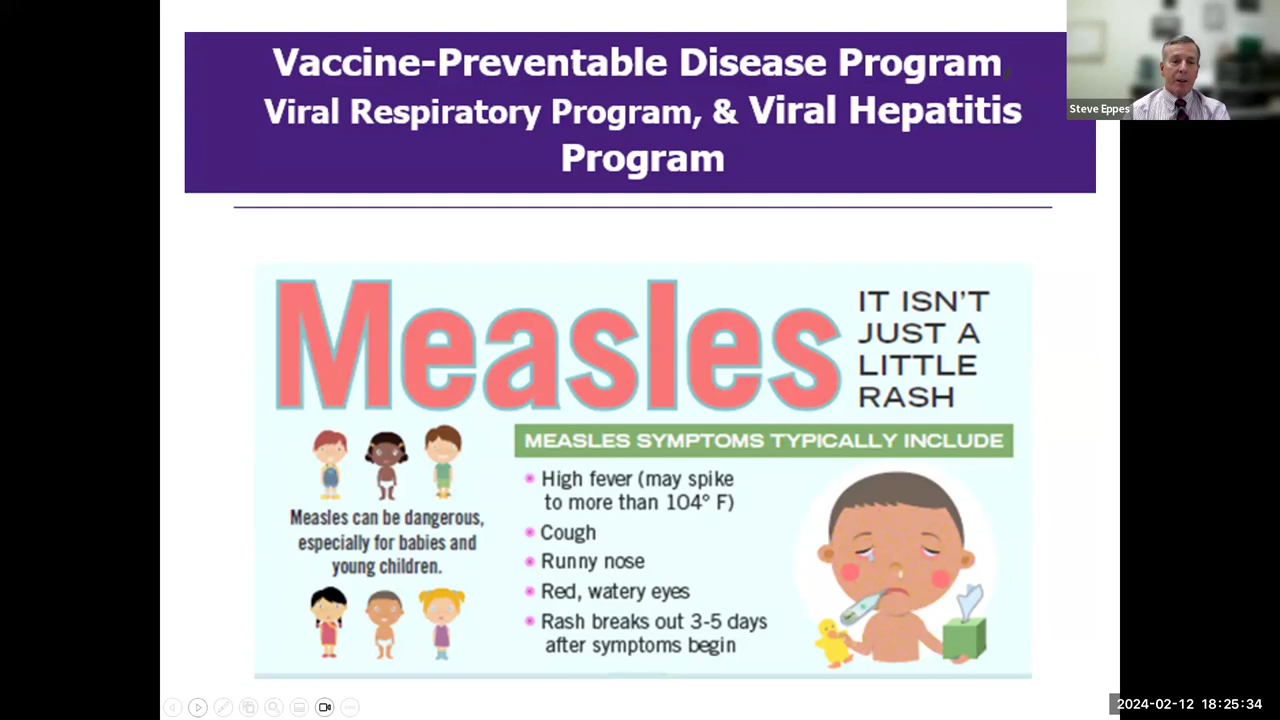 Vaccine-Preventable Disease Program,
Viral Respiratory Program, & Viral Hepatitis
Program
Steve Eppes
Measles
IT ISN'T
JUST A
LITTLE
RASH
MEASLES SYMPTOMS TYPICALLY INCLUDE
Measles can be dangerous,
especially for babies and
young children.
• High fever (may spike
to more than 104° F)
• Cough
• Runny nose
• Red, watery eyes
• Rash breaks out 3-5 days
after symptoms begin
2024-02-12 18:25:34